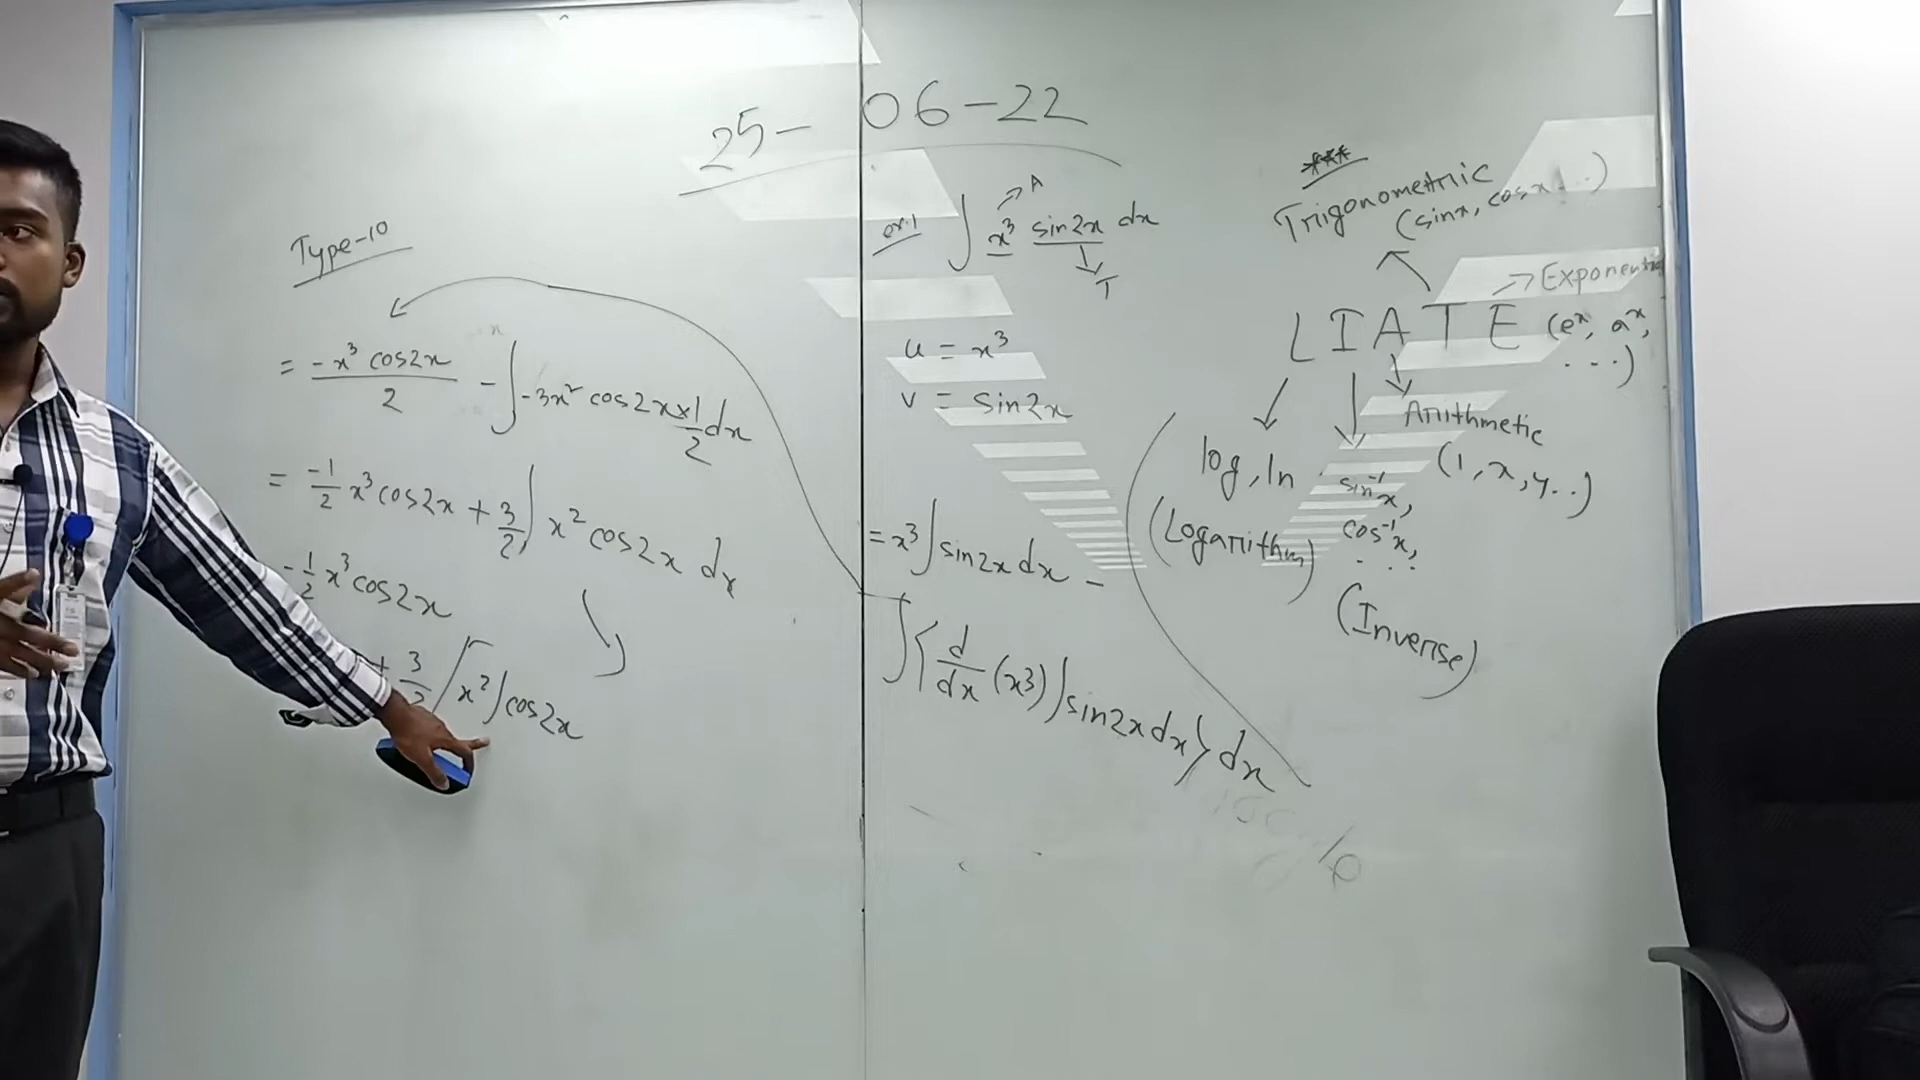 25-06-22
Type-10
= -x³ cos2x / 2 - ∫ -3x² cos2x × 1/2 dx
= -1/2 x³ cos2x + 3/2 ∫ x² cos2x dx
-1/2 x³ cos2x
+ 3/2 [ x² ∫ cos2x
ex.1 ∫ x³ sin2x dx
A
T
u = x³
v = sin2x
= x³ ∫ sin2x dx -
∫ { d/dx (x³) ∫ sin2x dx } dx
***
Trigonometric
(sinx, cosx, ..)
LIATE
Exponential
(eˣ, aˣ,
...)
Arithmetic
(1, x, y..)
log, ln
(Logarithm)
sin⁻¹x,
cos⁻¹x,
...
(Inverse)